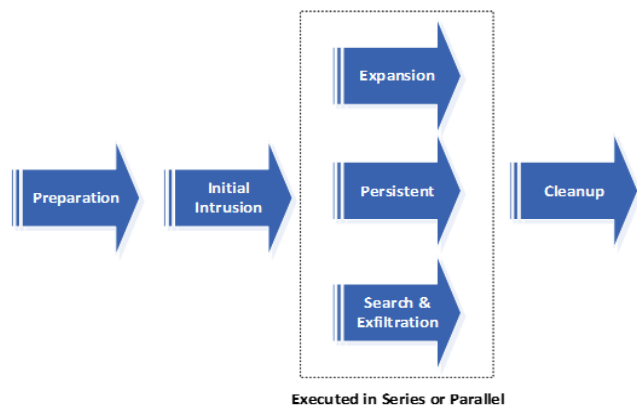 Preparation
Initial
Intrusion
Expansion
Persistent
Search &
Exfiltration
Cleanup
Executed in Series or Parallel